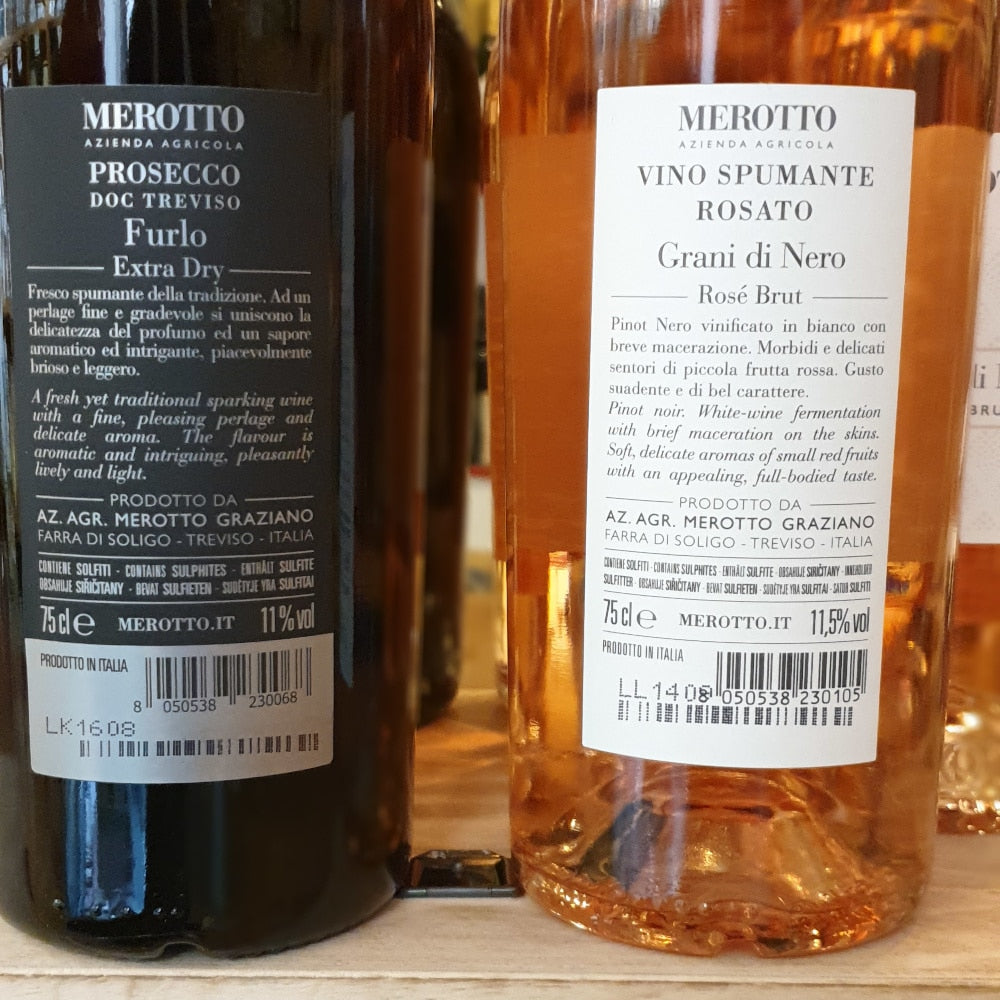 MEROTTO
AZIENDA AGRICOLA
PROSECCO
DOC TREVISO
Furlo
Extra Dry
Fresco spumante della tradizione. Ad un
perlage fine e gradevole si uniscono la
delicatezza del profumo ed un sapore
aromatico ed intrigante, piacevolmente
brioso e leggero.
A fresh yet traditional sparking wine
with a fine, pleasing perlage and
delicate aroma. The flavour is
aromatic and intriguing, pleasantly
lively and light.
PRODOTTO DA
AZ. AGR. MEROTTO GRAZIANO
FARRA DI SOLIGO - TREVISO - ITALIA
CONTIENE SOLFITI - CONTAINS SULPHITES - ENTHÄLT SULFITE
OBSAHUJE SIŘIČITANY - BEVAT SULFIETEN - SUDĖTYJE YRA SULFITAI
75 cl e MEROTTO.IT 11% vol
PRODOTTO IN ITALIA
8 050538 230068
LK1608
MEROTTO
AZIENDA AGRICOLA
VINO SPUMANTE
ROSATO
Grani di Nero
Rosé Brut
Pinot Nero vinificato in bianco con
breve macerazione. Morbidi e delicati
sentori di piccola frutta rossa. Gusto
suadente e di bel carattere.
Pinot noir. White-wine fermentation
with brief maceration on the skins.
Soft, delicate aromas of small red fruits
with an appealing, full-bodied taste.
PRODOTTO DA
AZ. AGR. MEROTTO GRAZIANO
FARRA DI SOLIGO - TREVISO - ITALIA
CONTIENE SOLFITI - CONTAINS SULPHITES - ENTHÄLT SULFITE - OBSAHUJE SIŘIČITANY - INNEHOLDER
SULFITTER - OBSAHUJE SIŘIČITANY - BEVAT SULFIETEN - SUDĖTYJE YRA SULFITAI - SATUR SULFITI
75 cl e MEROTTO.IT 11,5% vol
PRODOTTO IN ITALIA
LL1408
8 050538 230105
BRU